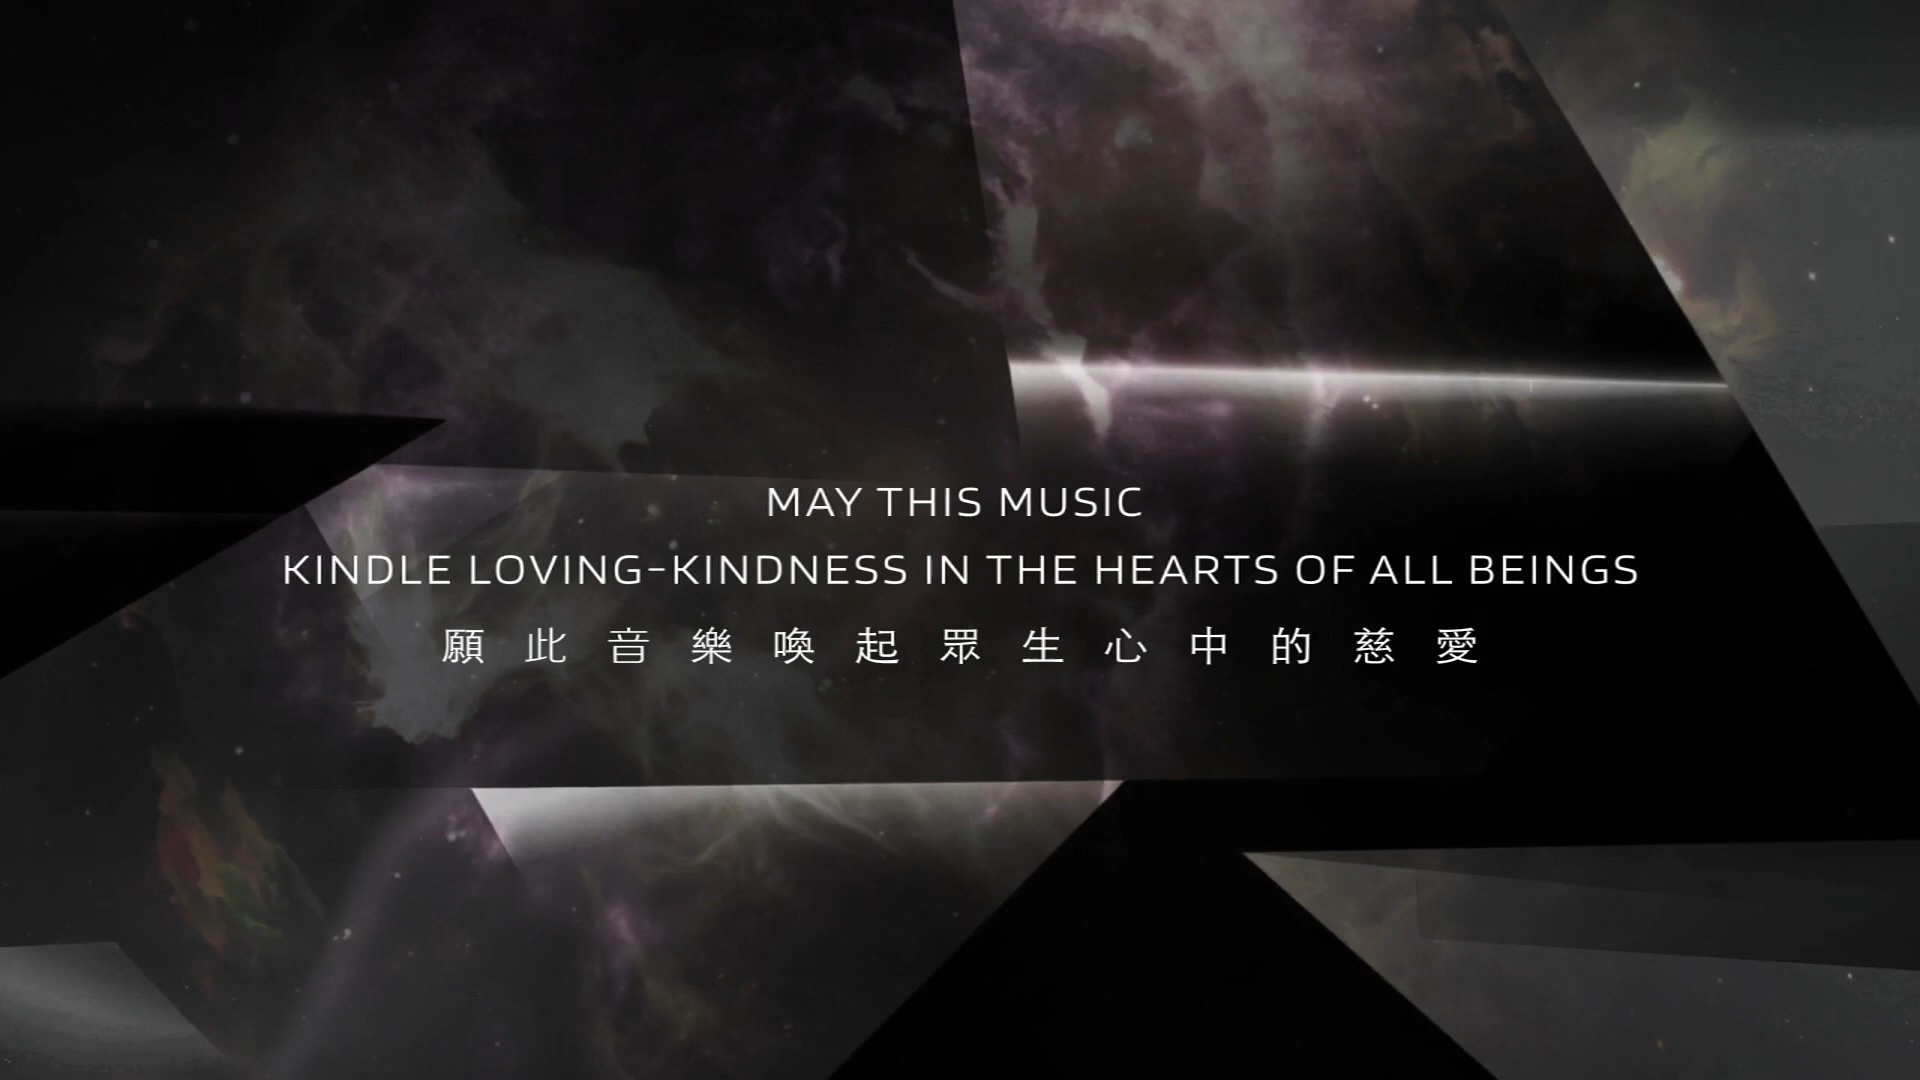 MAY THIS MUSIC
KINDLE LOVING-KINDNESS IN THE HEARTS OF ALL BEINGS
願此音樂喚起眾生心中的慈愛